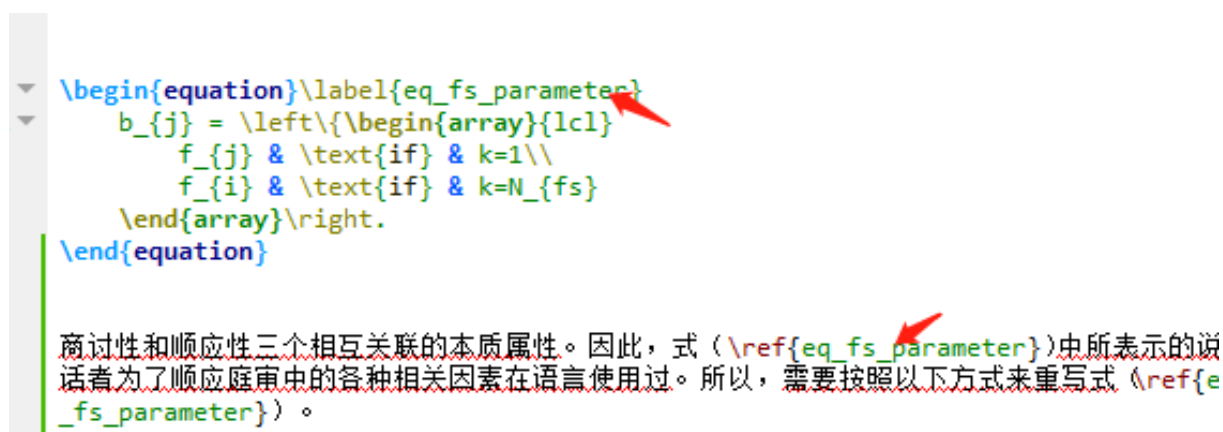 \begin{equation}\label{eq_fs_parameter}
b_{j} = \left\{\begin{array}{lcl}
f_{j} & \text{if} & k=1\\
f_{i} & \text{if} & k=N_{fs}
\end{array}\right.
\end{equation}
商讨性和顺应性三个相互关联的本质属性。因此，式（\ref{eq_fs_parameter})中所表示的说
话者为了顺应庭审中的各种相关因素在语言使用过。所以，需要按照以下方式来重写式（\ref{e
_fs_parameter}）。